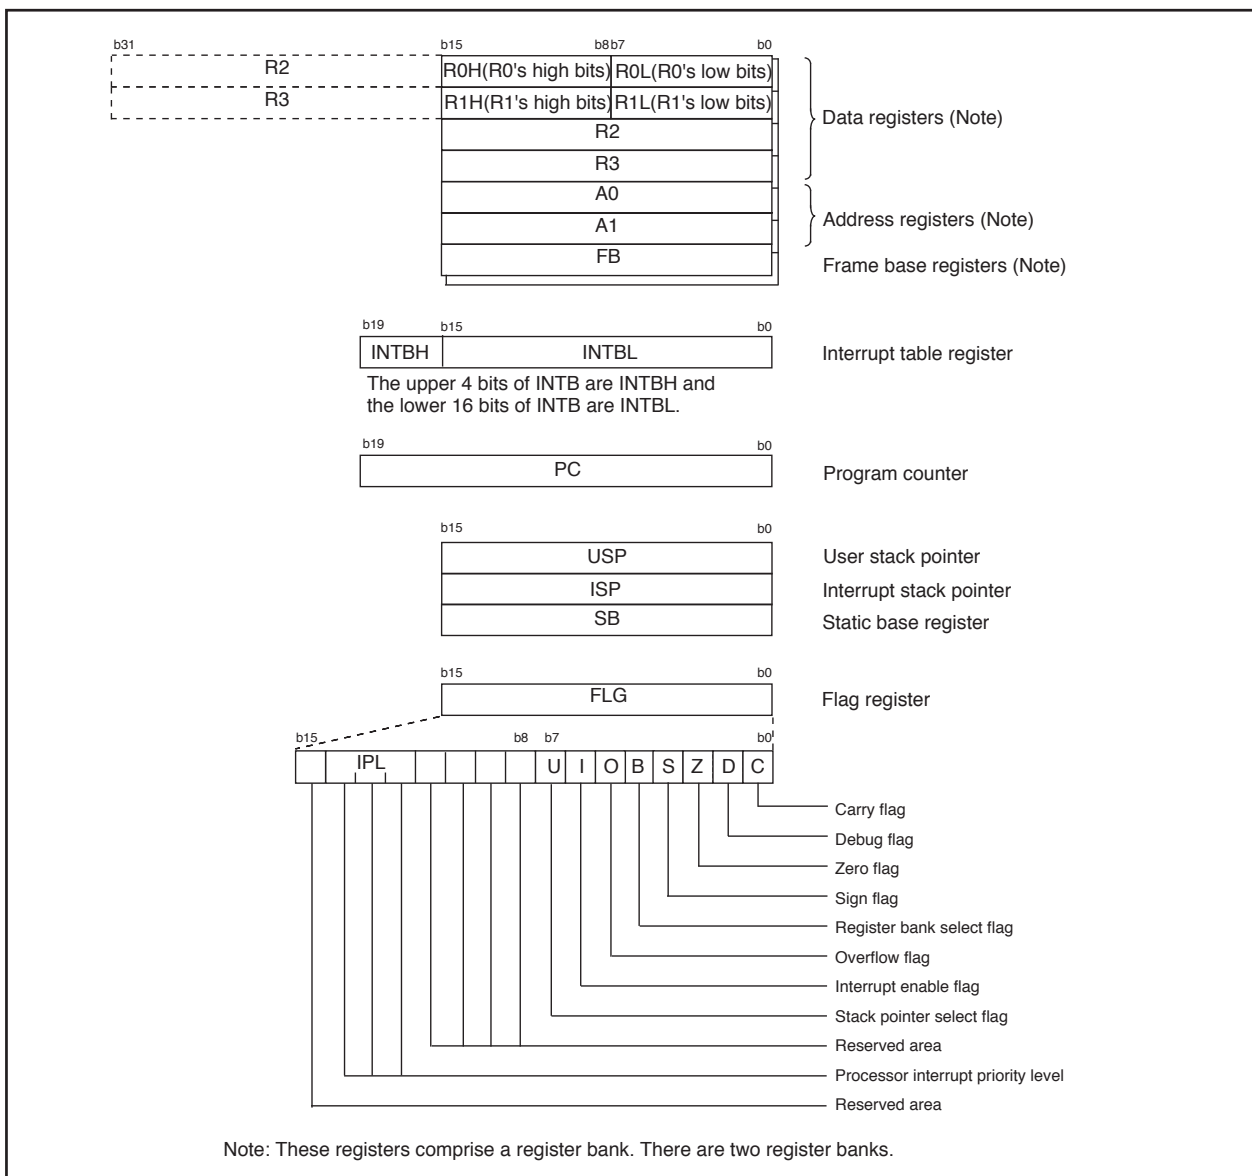 b31 b15 b8b7 b0
R2 R0H(R0's high bits) R0L(R0's low bits)
R3 R1H(R1's high bits) R1L(R1's low bits)
Data registers (Note)
R2
R3
A0
A1
Address registers (Note)
FB
Frame base registers (Note)
b19 b15 b0
INTBH INTBL Interrupt table register
The upper 4 bits of INTB are INTBH and
the lower 16 bits of INTB are INTBL.
b19 b0
PC Program counter
b15 b0
USP User stack pointer
ISP Interrupt stack pointer
SB Static base register
b15 b0
FLG Flag register
b15 b8 b7 b0
IPL U I O B S Z D C
Carry flag
Debug flag
Zero flag
Sign flag
Register bank select flag
Overflow flag
Interrupt enable flag
Stack pointer select flag
Reserved area
Processor interrupt priority level
Reserved area
Note: These registers comprise a register bank. There are two register banks.